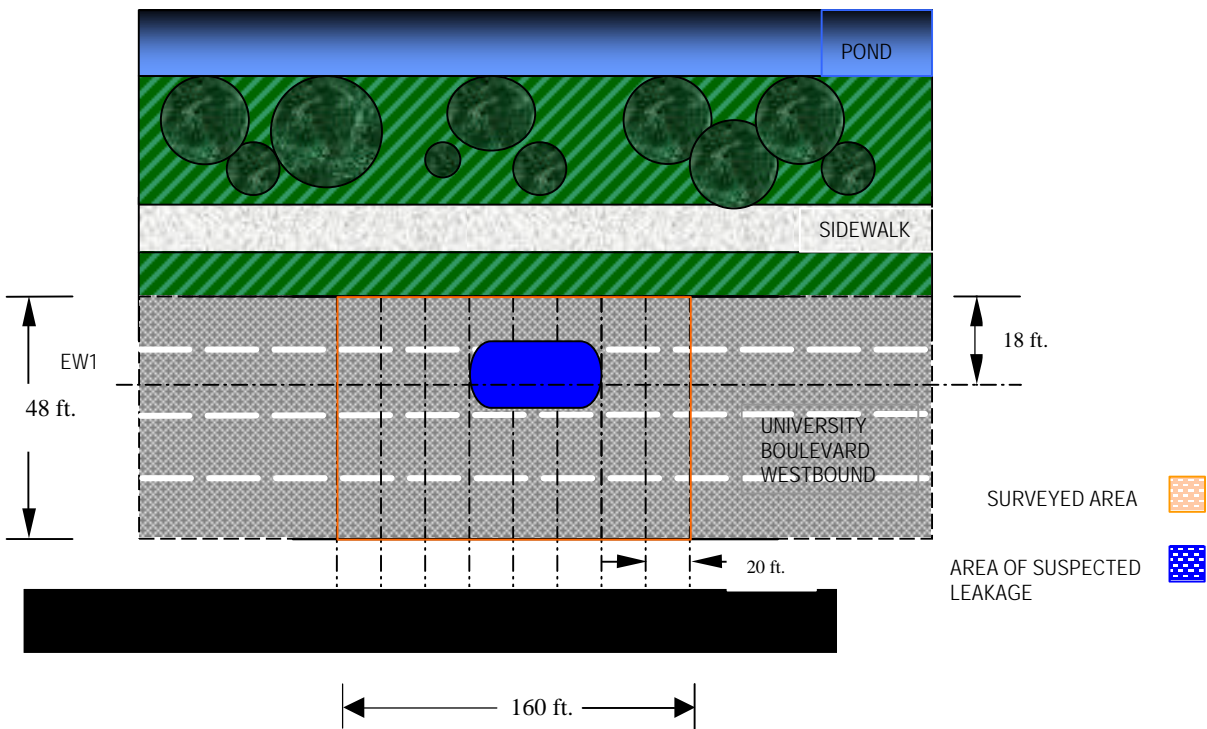 POND
SIDEWALK
18 ft.
EW1
48 ft.
UNIVERSITY
BOULEVARD
WESTBOUND
SURVEYED AREA
20 ft.
AREA OF SUSPECTED
LEAKAGE
160 ft.